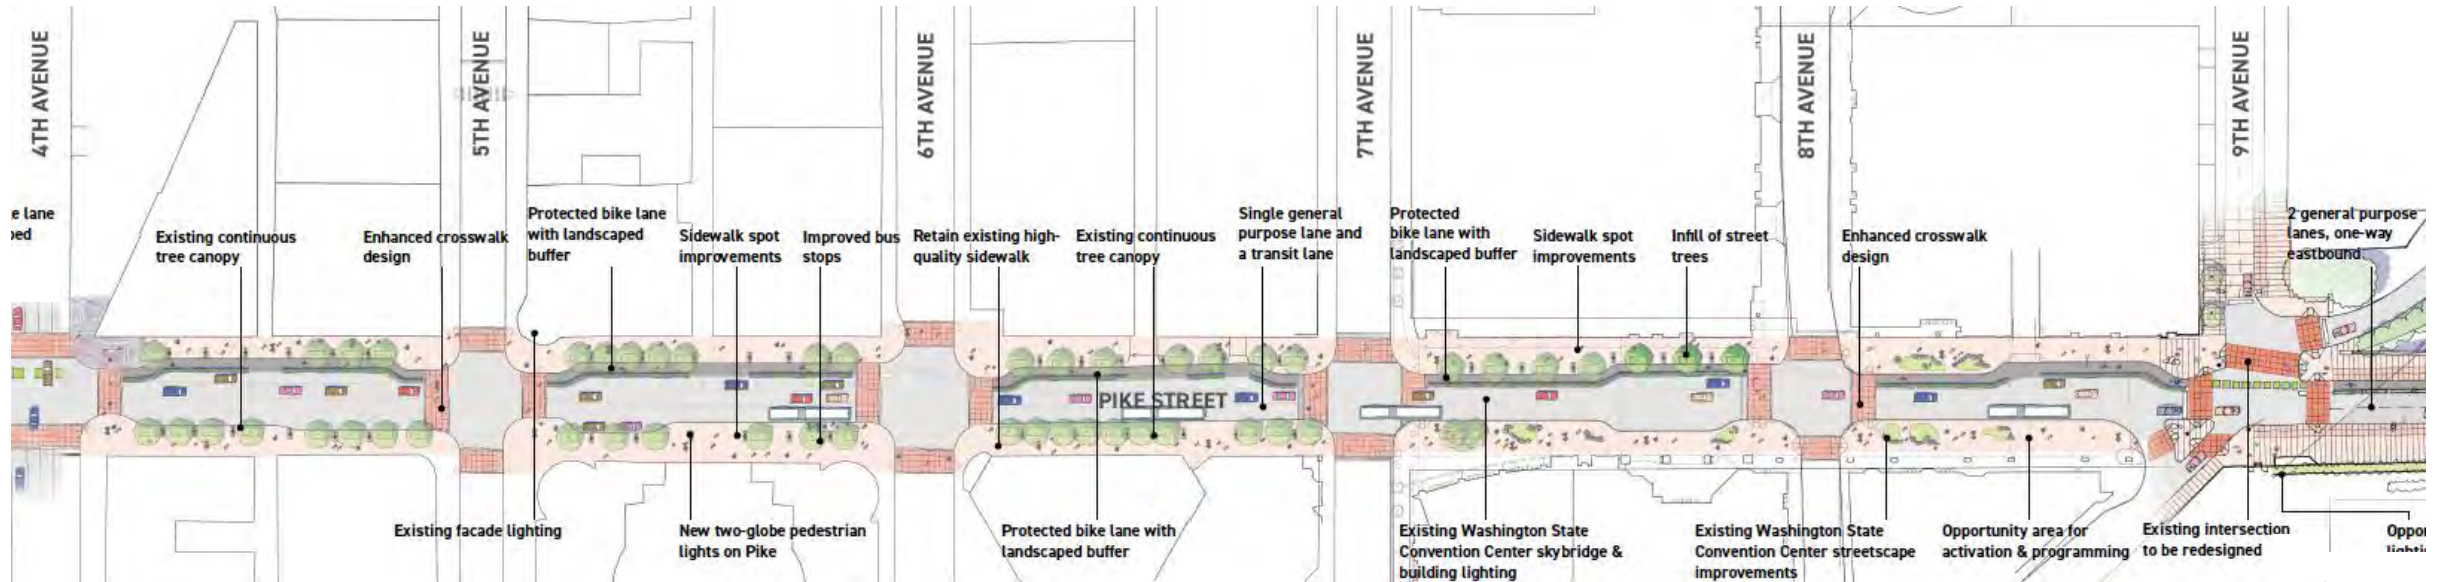 4TH AVENUE
5TH AVENUE
6TH AVENUE
7TH AVENUE
8TH AVENUE
9TH AVENUE
e lane
Existing continuous
tree canopy
Enhanced crosswalk
design
Protected bike lane
with landscaped
buffer
Sidewalk spot
improvements
Improved bus
stops
Retain existing high-
quality sidewalk
Existing continuous
tree canopy
Single general
purpose lane and
a transit lane
Protected
bike lane with
landscaped buffer
Sidewalk spot
improvements
Infill of street
trees
Enhanced crosswalk
design
2 general purpose
lanes, one-way
eastbound
PIKE STREET
Existing facade lighting
New two-globe pedestrian
lights on Pike
Protected bike lane with
landscaped buffer
Existing Washington State
Convention Center skybridge &
building lighting
Existing Washington State
Convention Center streetscape
improvements
Opportunity area for
activation & programming
Existing intersection
to be redesigned
Oppor